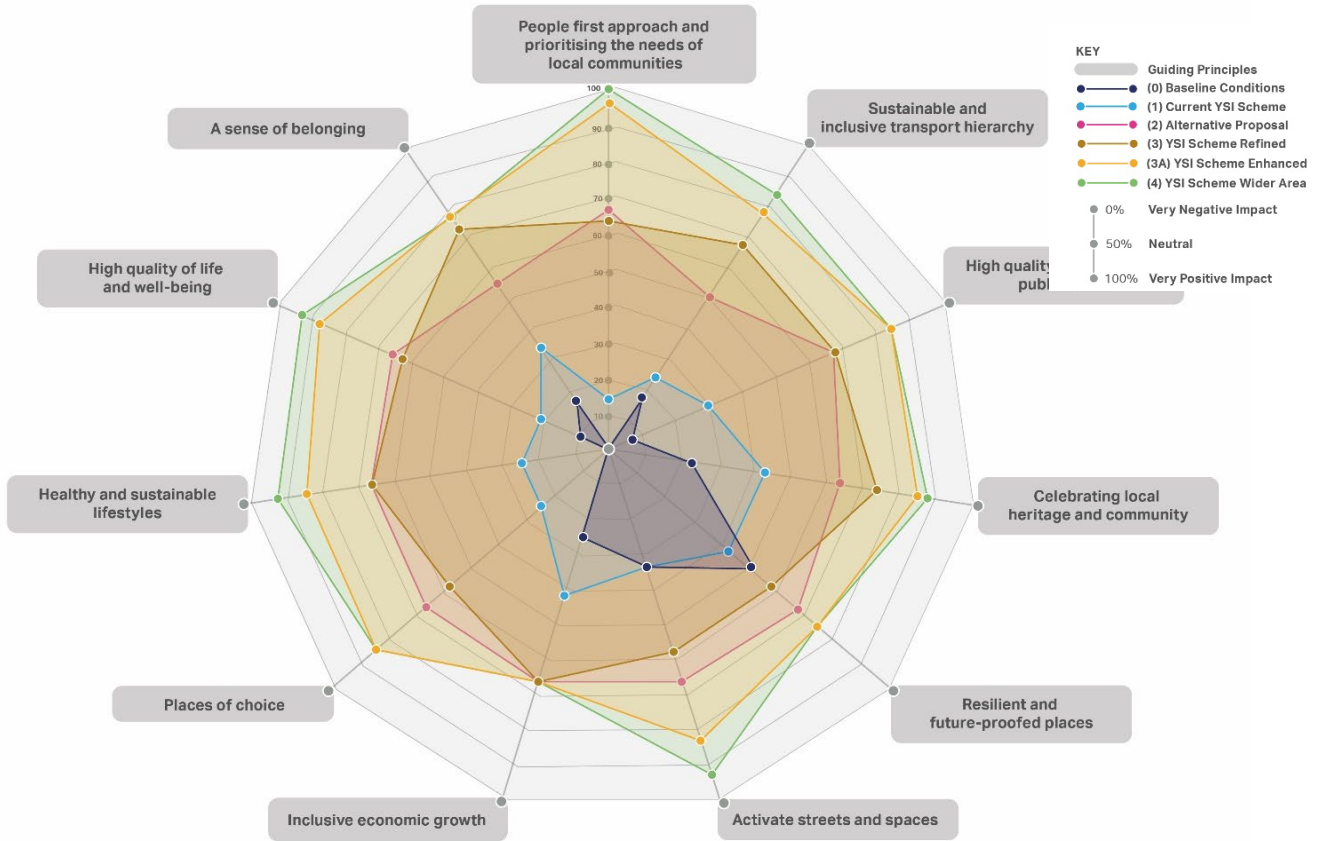 People first approach and
prioritising the needs of
local communities
Sustainable and
inclusive transport hierarchy
High quality
Celebrating local
heritage and community
Resilient and
future-proofed places
Activate streets and spaces
Inclusive economic growth
Places of choice
Healthy and sustainable
lifestyles
High quality of life
and well-being
A sense of belonging
100
90
80
70
60
50
40
30
20
10
KEY
Guiding Principles
(0) Baseline Conditions
(1) Current YSI Scheme
(2) Alternative Proposal
(3) YSI Scheme Refined
(3A) YSI Scheme Enhanced
(4) YSI Scheme Wider Area
0% Very Negative Impact
50% Neutral
100% Very Positive Impact